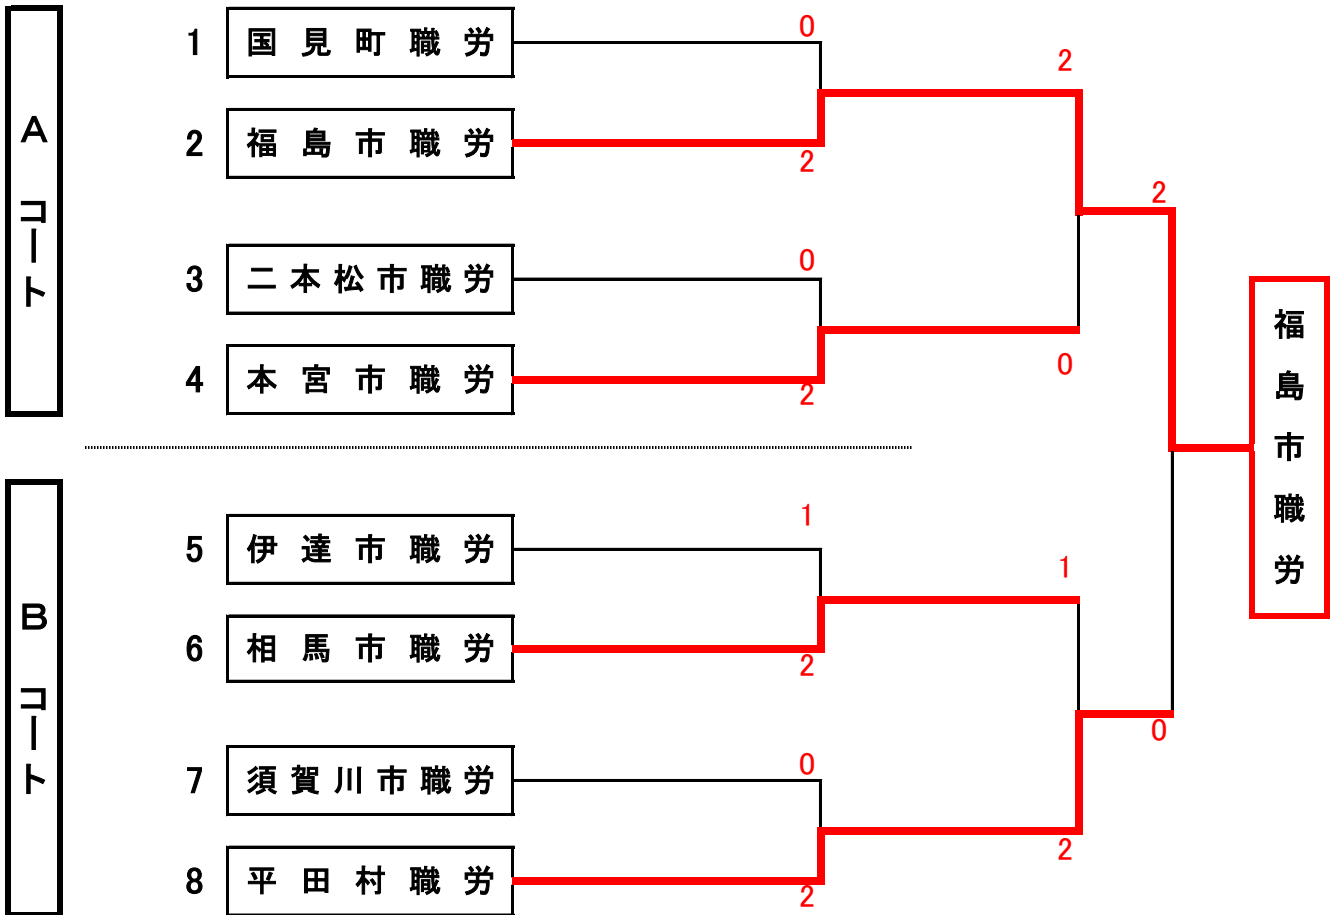 Aコート
1 国見町職労 0
2
2 福島市職労 2
2
3 二本松市職労 0
0
4 本宮市職労 2
福島市職労
Bコート
5 伊達市職労 1
1
6 相馬市職労 2
0
7 須賀川市職労 0
2
8 平田村職労 2